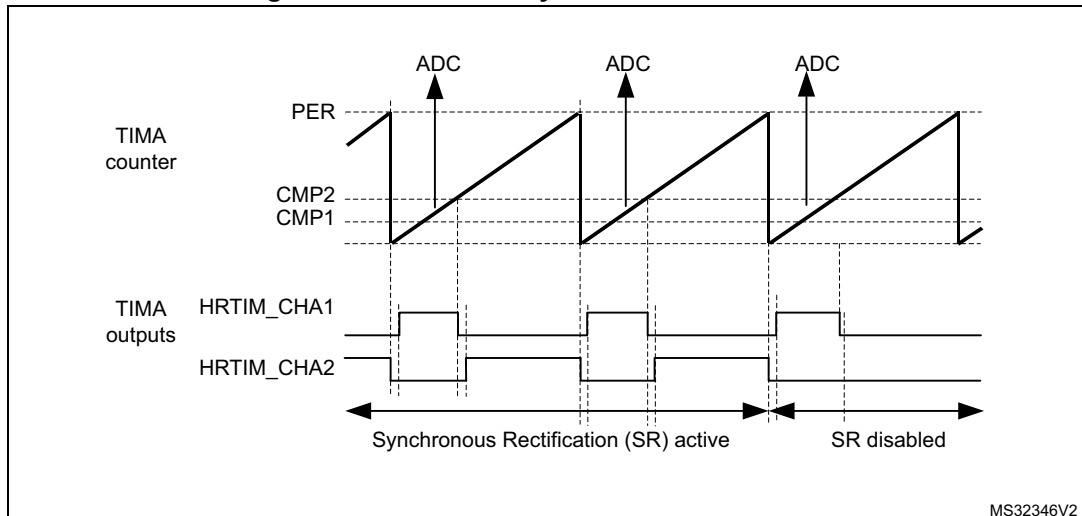 ADC ADC ADC
PER
TIMA
counter
CMP2
CMP1
TIMA
outputs
HRTIM_CHA1
HRTIM_CHA2
Synchronous Rectification (SR) active SR disabled
MS32346V2